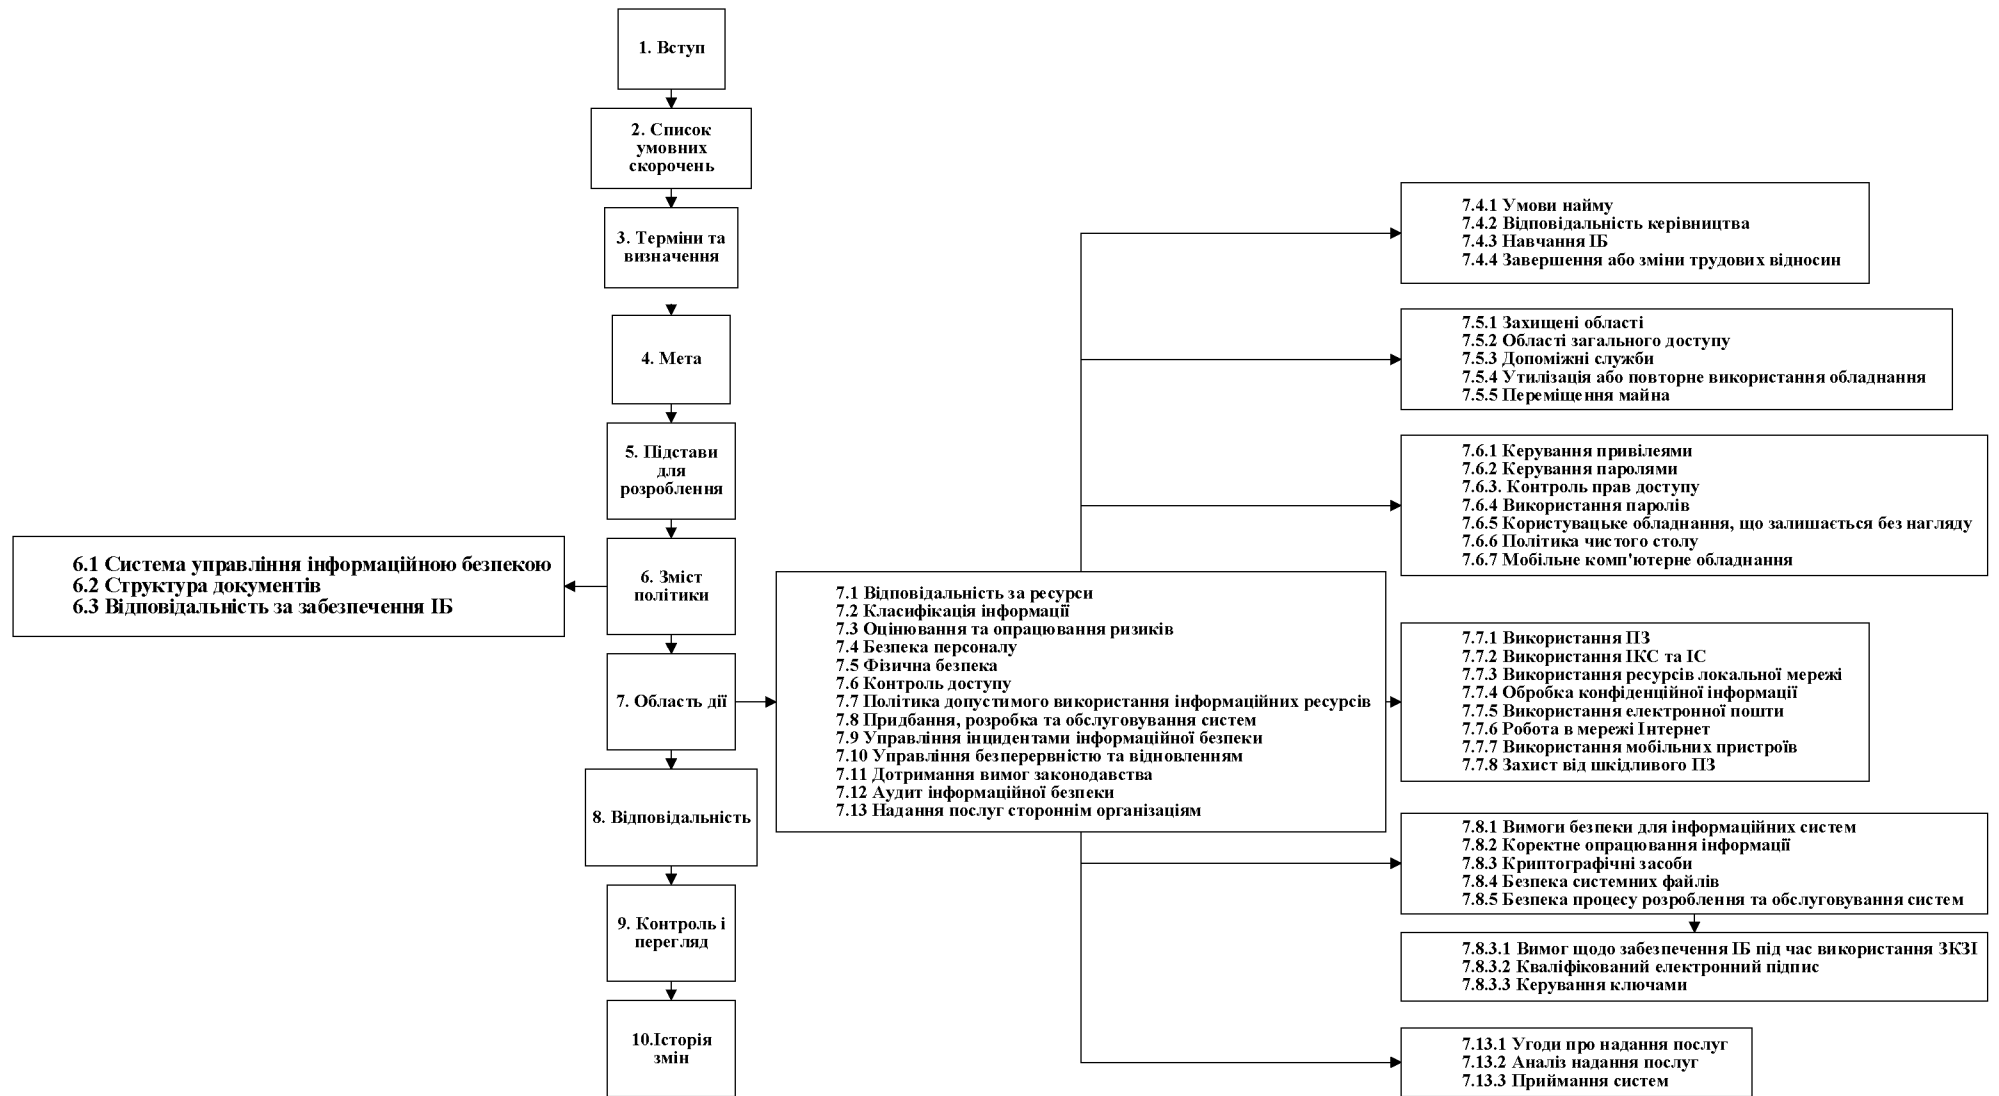 1. Вступ
2. Список
умовних
скорочень
3. Терміни та
визначення
4. Мета
5. Підстави
для
розроблення
6. Зміст
політики
6.1 Система управління інформаційною безпекою
6.2 Структура документів
6.3 Відповідальність за забезпечення ІБ
7. Область дії
7.1 Відповідальність за ресурси
7.2 Класифікація інформації
7.3 Оцінювання та опрацювання ризиків
7.4 Безпека персоналу
7.5 Фізична безпека
7.6 Контроль доступу
7.7 Політика допустимого використання інформаційних ресурсів
7.8 Придбання, розробка та обслуговування систем
7.9 Управління інцидентами інформаційної безпеки
7.10 Управління безперервністю та відновленням
7.11 Дотримання вимог законодавства
7.12 Аудит інформаційної безпеки
7.13 Надання послуг стороннім організаціям
7.4.1 Умови найму
7.4.2 Відповідальність керівництва
7.4.3 Навчання ІБ
7.4.4 Завершення або зміни трудових відносин
7.5.1 Захищені області
7.5.2 Області загального доступу
7.5.3 Допоміжні служби
7.5.4 Утилізація або повторне використання обладнання
7.5.5 Переміщення майна
7.6.1 Керування привілеями
7.6.2 Керування паролями
7.6.3. Контроль прав доступу
7.6.4 Використання паролів
7.6.5 Користувацьке обладнання, що залишається без нагляду
7.6.6 Політика чистого столу
7.6.7 Мобільне комп'ютерне обладнання
7.7.1 Використання ПЗ
7.7.2 Використання ІКС та ІС
7.7.3 Використання ресурсів локальної мережі
7.7.4 Обробка конфіденційної інформації
7.7.5 Використання електронної пошти
7.7.6 Робота в мережі Інтернет
7.7.7 Використання мобільних пристроїв
7.7.8 Захист від шкідливого ПЗ
7.8.1 Вимоги безпеки для інформаційних систем
7.8.2 Коректне опрацювання інформації
7.8.3 Криптографічні засоби
7.8.4 Безпека системних файлів
7.8.5 Безпека процесу розроблення та обслуговування систем
7.8.3.1 Вимог щодо забезпечення ІБ під час використання ЗКЗІ
7.8.3.2 Кваліфікований електронний підпис
7.8.3.3 Керування ключами
7.13.1 Угоди про надання послуг
7.13.2 Аналіз надання послуг
7.13.3 Приймання систем
8. Відповідальність
9. Контроль і
перегляд
10.Історія
змін